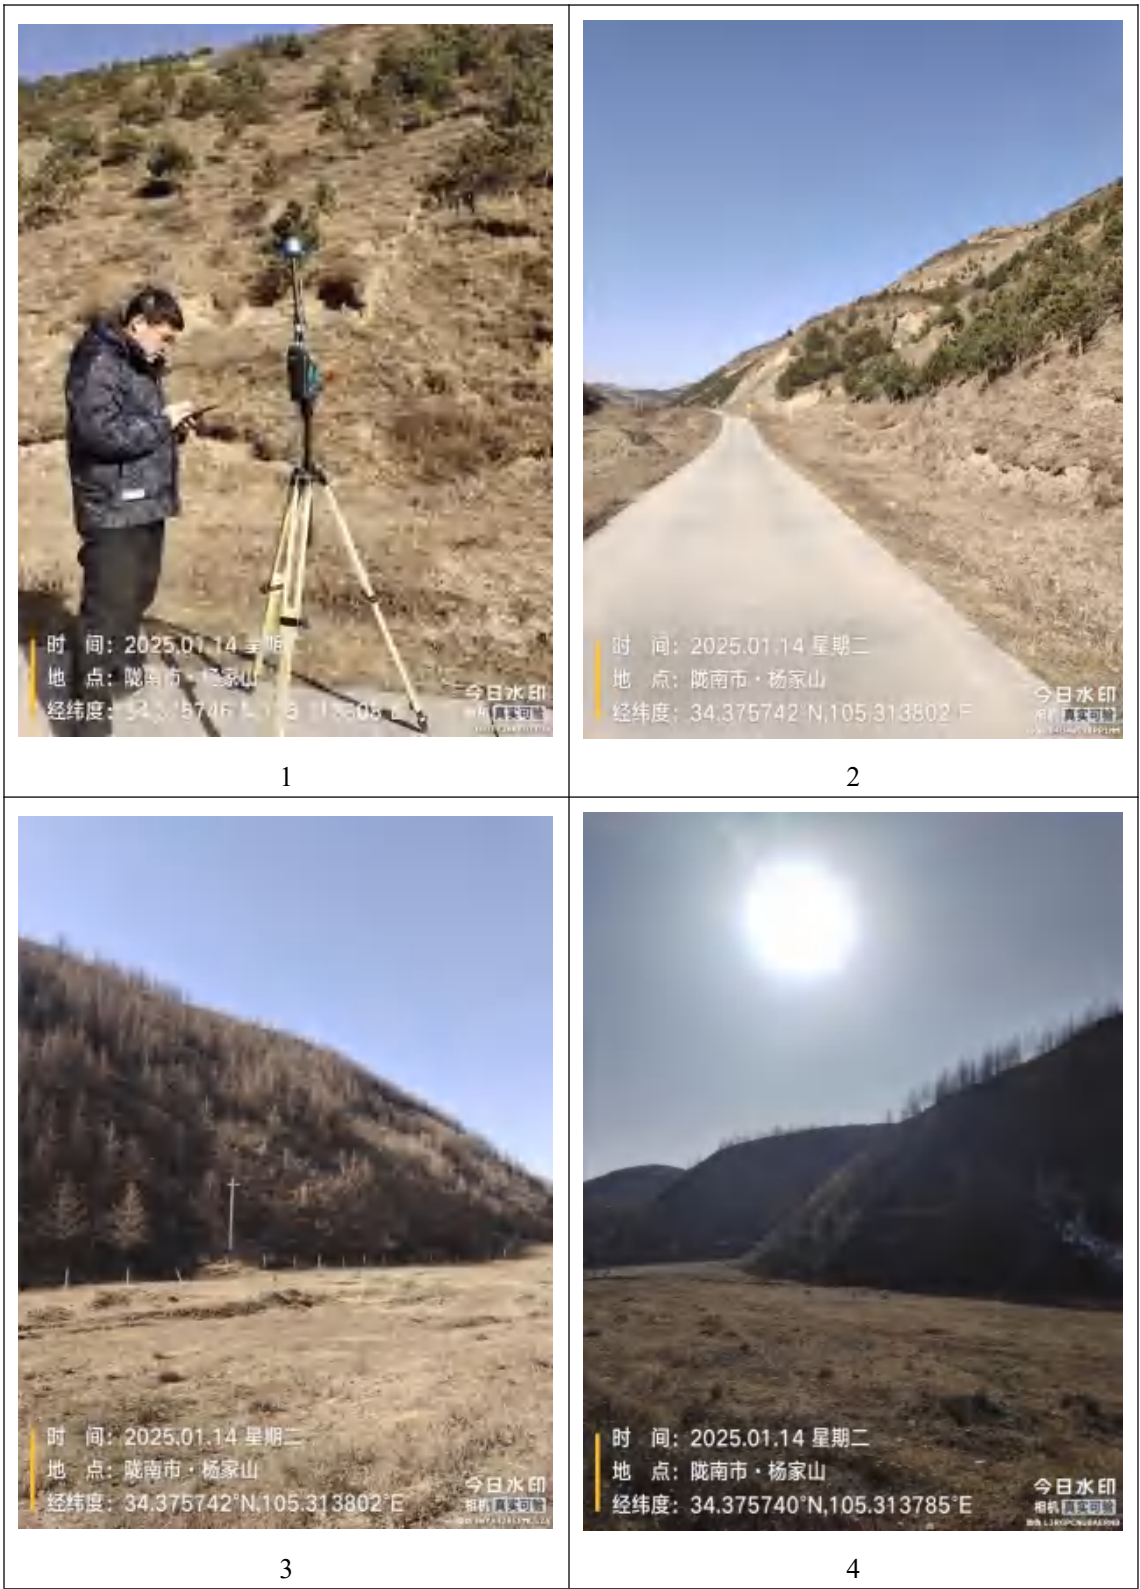 时 间：2025.01.14 星期
地 点：陇南市·杨家山
经纬度：
今日水印
相机 真实可验
1
时 间：2025.01.14 星期二
地 点：陇南市·杨家山
经纬度：34.375742°N,105.313802°E
今日水印
相机 真实可验
2
时 间：2025.01.14 星期二
地 点：陇南市·杨家山
经纬度：34.375742°N,105.313802°E
今日水印
相机 真实可验
3
时 间：2025.01.14 星期二
地 点：陇南市·杨家山
经纬度：34.375740°N,105.313785°E
今日水印
相机 真实可验
4